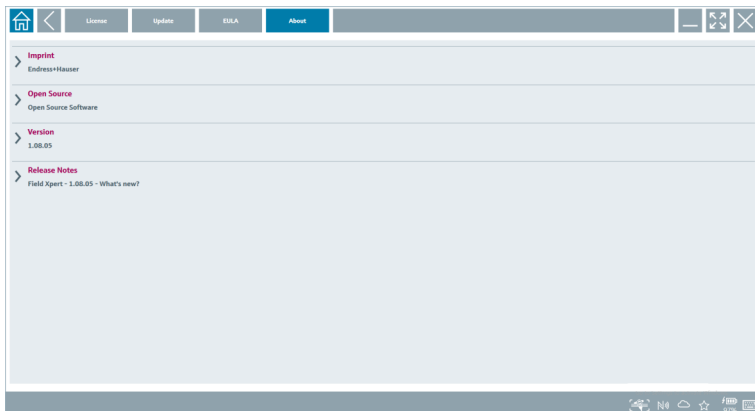 License Update EULA About
Imprint
Endress+Hauser
Open Source
Open Source Software
Version
1.08.05
Release Notes
Field Xpert - 1.08.05 - What's new?
97%